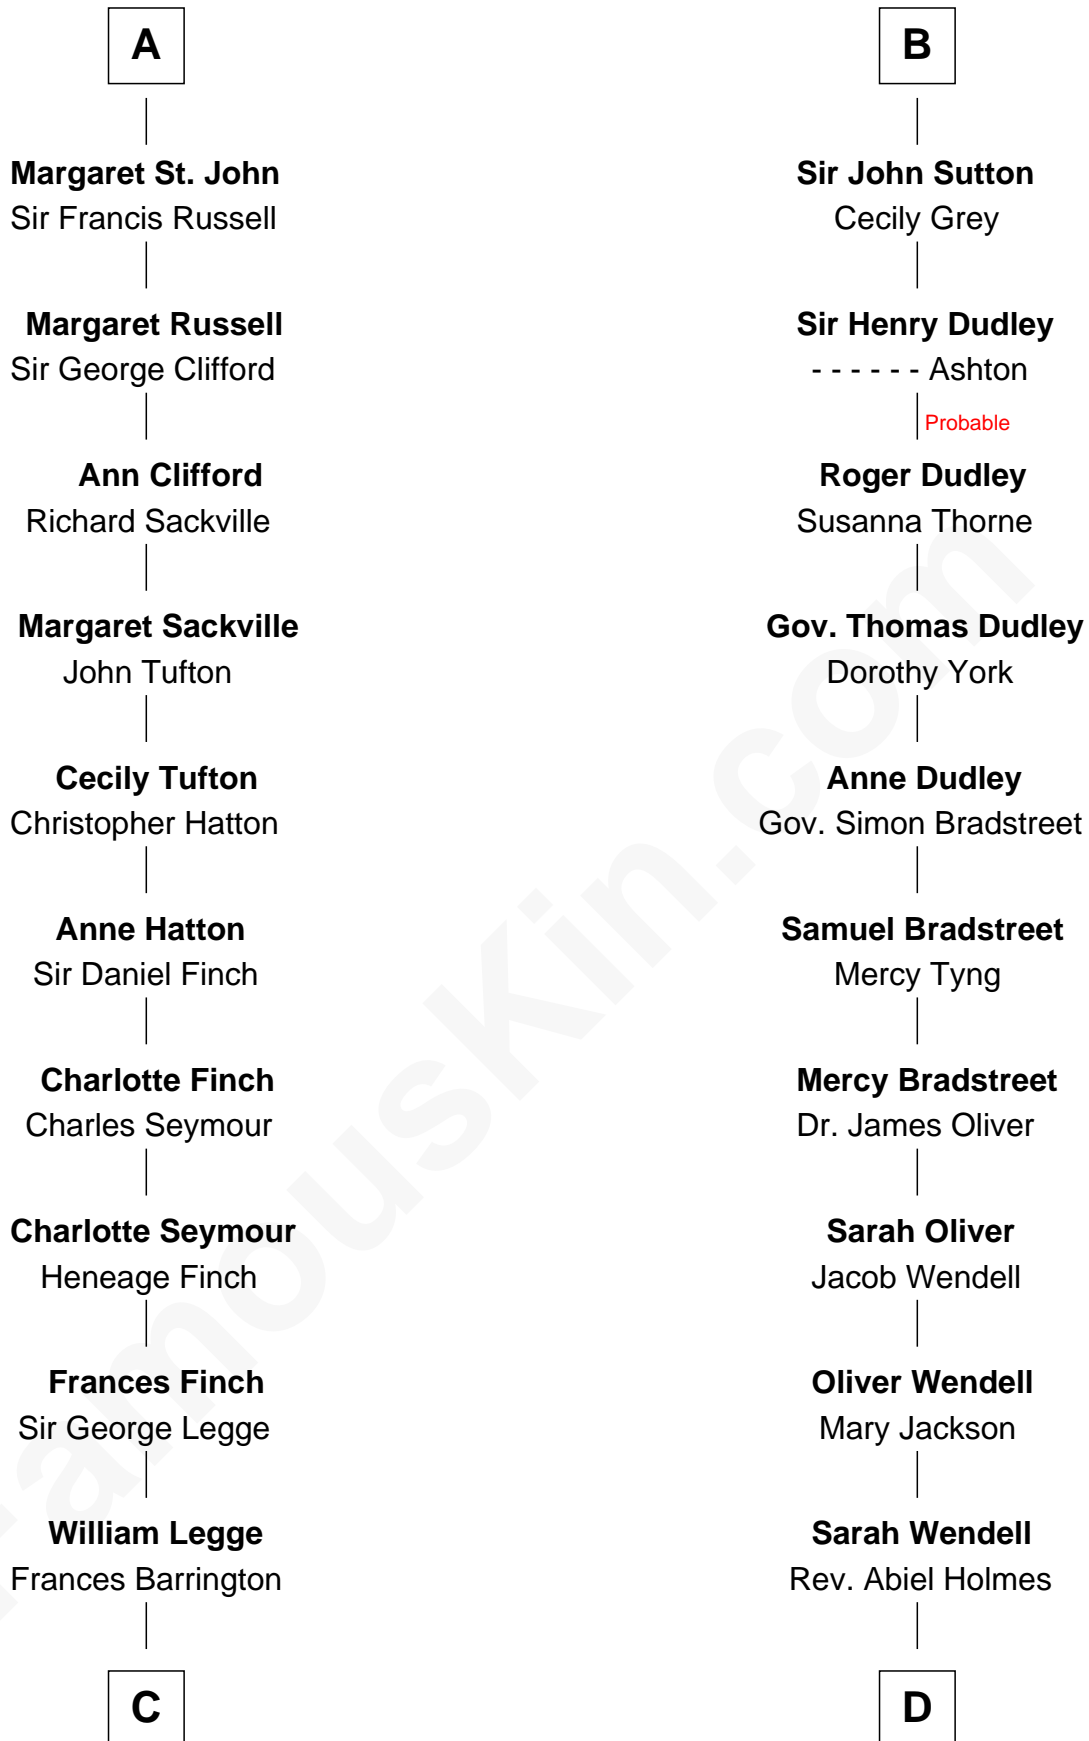 A
Margaret St. John
Sir Francis Russell
Margaret Russell
Sir George Clifford
Ann Clifford
Richard Sackville
Margaret Sackville
John Tufton
Cecily Tufton
Christopher Hatton
Anne Hatton
Sir Daniel Finch
Charlotte Finch
Charles Seymour
Charlotte Seymour
Heneage Finch
Frances Finch
Sir George Legge
William Legge
Frances Barrington
C
B
Sir John Sutton
Cecily Grey
Sir Henry Dudley
- - - - - - Ashton
Probable
Roger Dudley
Susanna Thorne
Gov. Thomas Dudley
Dorothy York
Anne Dudley
Gov. Simon Bradstreet
Samuel Bradstreet
Mercy Tyng
Mercy Bradstreet
Dr. James Oliver
Sarah Oliver
Jacob Wendell
Oliver Wendell
Mary Jackson
Sarah Wendell
Rev. Abiel Holmes
D
FamousKin.com